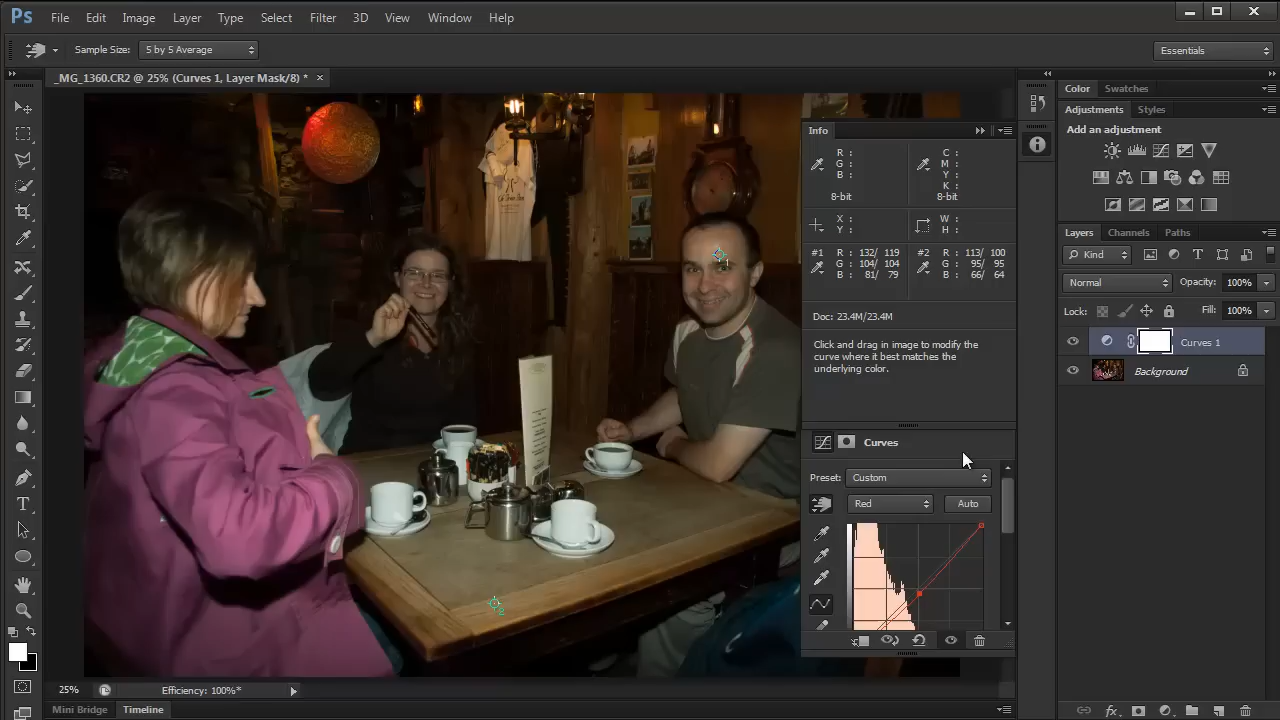 Ps File Edit Image Layer Type Select Filter 3D View Window Help
Sample Size: 5 by 5 Average Essentials
_MG_1360.CR2 @ 25% (Curves 1, Layer Mask/8) * ×
Color Swatches
Adjustments Styles
Add an adjustment
Info
R :
G :
B :
8-bit
C :
M :
Y :
K :
8-bit
X :
Y :
W :
H :
#1 R : 132/ 119
G : 104/ 104
B : 81/ 79
#2 R : 113/ 100
G : 95/ 95
B : 66/ 64
Doc: 23.4M/23.4M
Click and drag in image to modify the
curve where it best matches the
underlying color.
Curves
Preset: Custom
Red Auto
Layers Channels Paths
Kind
Normal Opacity: 100%
Lock: Fill: 100%
Curves 1
Background
25% Efficiency: 100%*
Mini Bridge Timeline